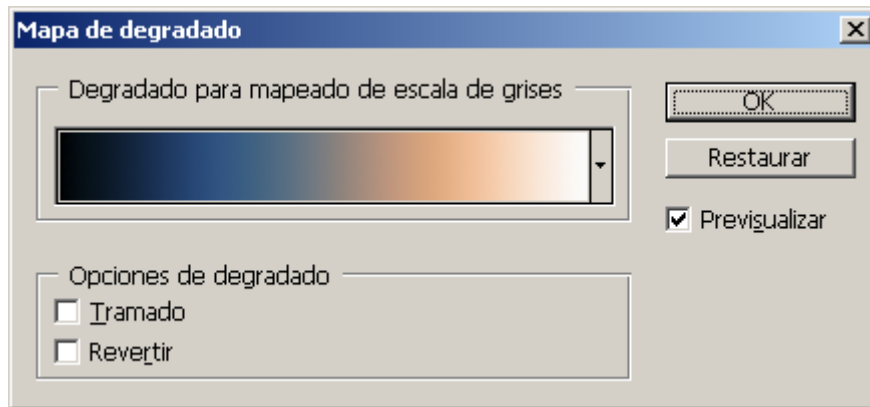 Mapa de degradado
Degradado para mapeado de escala de grises
OK
Restaurar
Previsualizar
Opciones de degradado
Tramado
Revertir